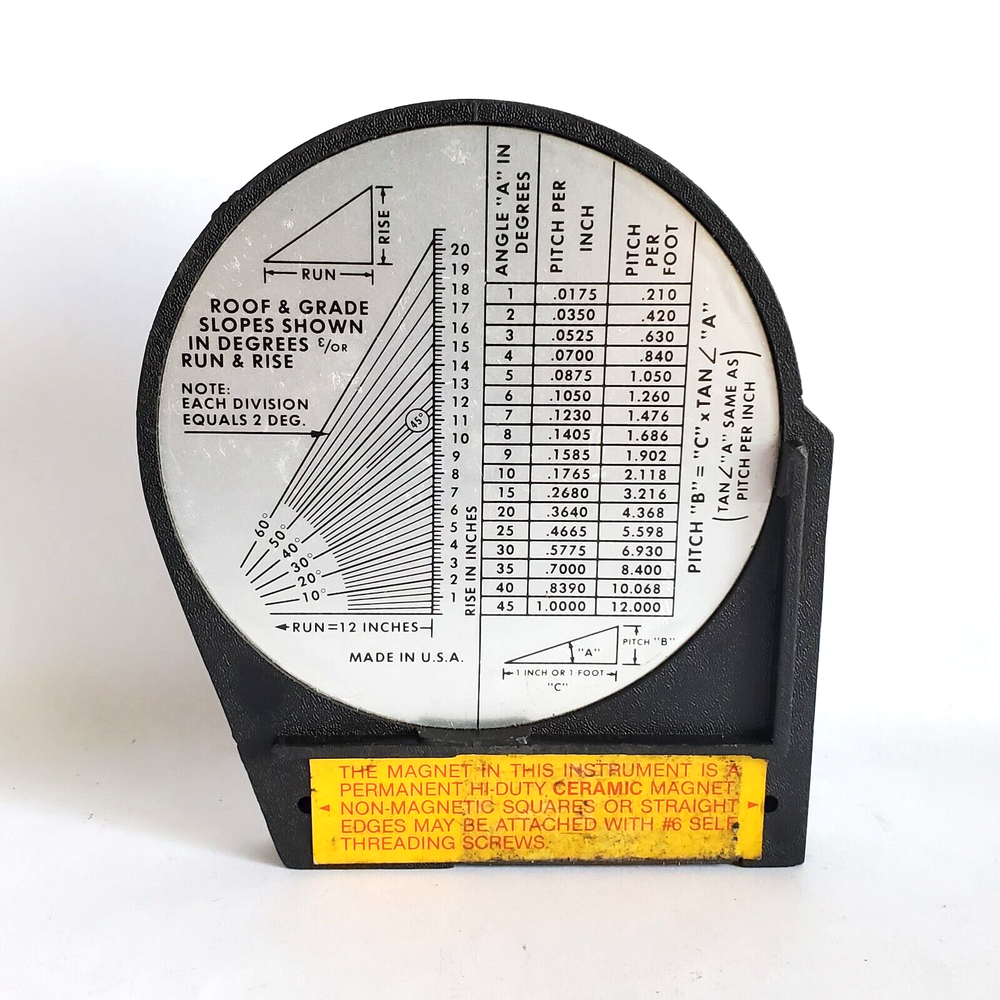 RISE
RUN
ROOF & GRADE
SLOPES SHOWN
IN DEGREES &/OR
RUN & RISE
NOTE:
EACH DIVISION
EQUALS 2 DEG.
20
19
18
17
16
15
14
13
12
11
10
9
8
7
6
5
4
3
2
1
RISE IN INCHES
45°
60°
50°
40°
30°
20°
10°
RUN=12 INCHES
MADE IN U.S.A.
ANGLE "A" IN DEGREES PITCH PER INCH PITCH PER FOOT
1 .0175 .210
2 .0350 .420
3 .0525 .630
4 .0700 .840
5 .0875 1.050
6 .1050 1.260
7 .1230 1.476
8 .1405 1.686
9 .1585 1.902
10 .1765 2.118
15 .2680 3.216
20 .3640 4.368
25 .4665 5.598
30 .5775 6.930
35 .7000 8.400
40 .8390 10.068
45 1.0000 12.000
PITCH "B" = "C" x TAN∠"A"
(TAN∠"A" SAME AS
PITCH PER INCH)
"A"
PITCH "B"
1 INCH OR 1 FOOT
"C"
THE MAGNET IN THIS INSTRUMENT IS A
PERMANENT HI-DUTY CERAMIC MAGNET
NON-MAGNETIC SQUARES OR STRAIGHT
EDGES MAY BE ATTACHED WITH #6 SELF
THREADING SCREWS.